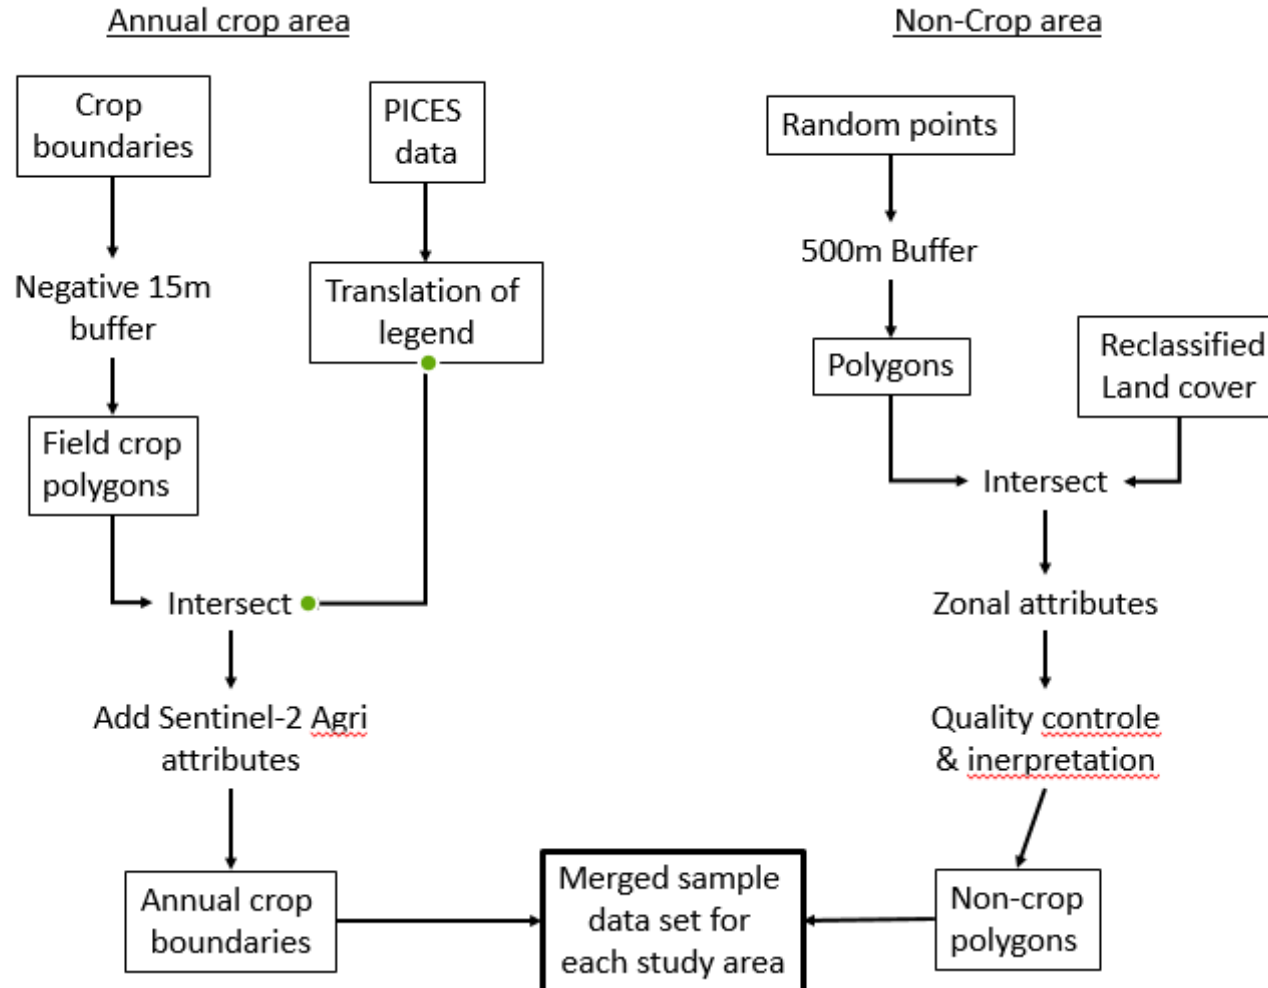 Annual crop area
Non-Crop area
Crop
boundaries
PICES
data
Random points
Negative 15m
buffer
Translation of
legend
500m Buffer
Polygons
Reclassified
Land cover
Field crop
polygons
Intersect
Intersect
Zonal attributes
Add Sentinel-2 Agri
attributes
Quality controle
& inerpretation
Annual crop
boundaries
Merged sample
data set for
each study area
Non-crop
polygons